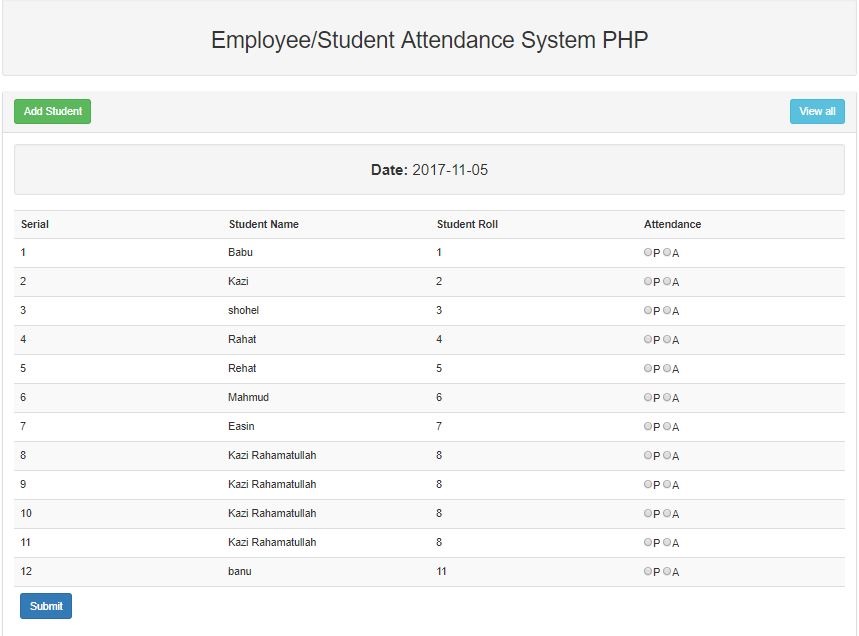 Employee/Student Attendance System PHP
Add Student View all
Date: 2017-11-05
Serial Student Name Student Roll Attendance
1 Babu 1 P A
2 Kazi 2 P A
3 shohel 3 P A
4 Rahat 4 P A
5 Rehat 5 P A
6 Mahmud 6 P A
7 Easin 7 P A
8 Kazi Rahamatullah 8 P A
9 Kazi Rahamatullah 8 P A
10 Kazi Rahamatullah 8 P A
11 Kazi Rahamatullah 8 P A
12 banu 11 P A
Submit